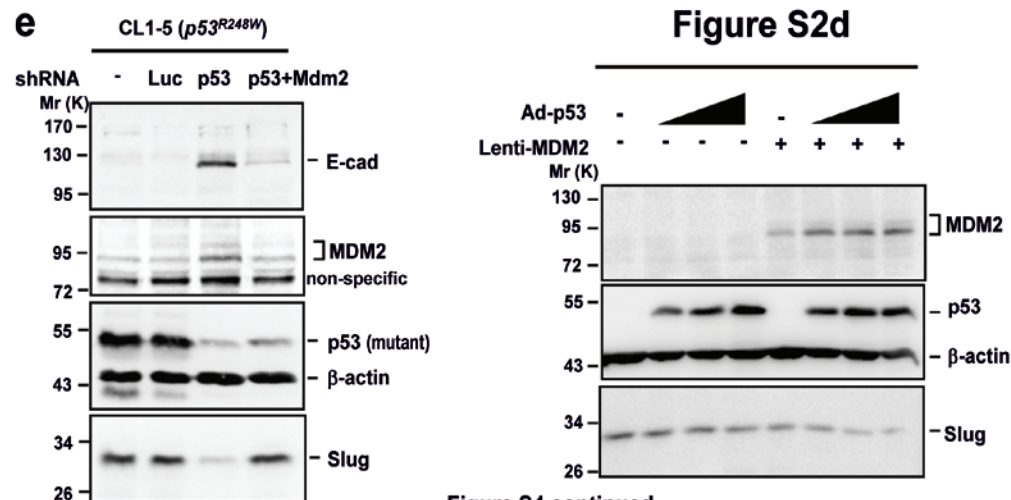 e
CL1-5 (p53R248W)
shRNA - Luc p53 p53+Mdm2
Mr (K)
170
130
95
E-cad
95
72
MDM2
non-specific
55
43
p53 (mutant)
β-actin
34
26
Slug
Figure S2d
Ad-p53 - -
Lenti-MDM2 - - - - + + + +
Mr (K)
130
95
72
MDM2
55
43
p53
β-actin
34
26
Slug
Figure S4 continued